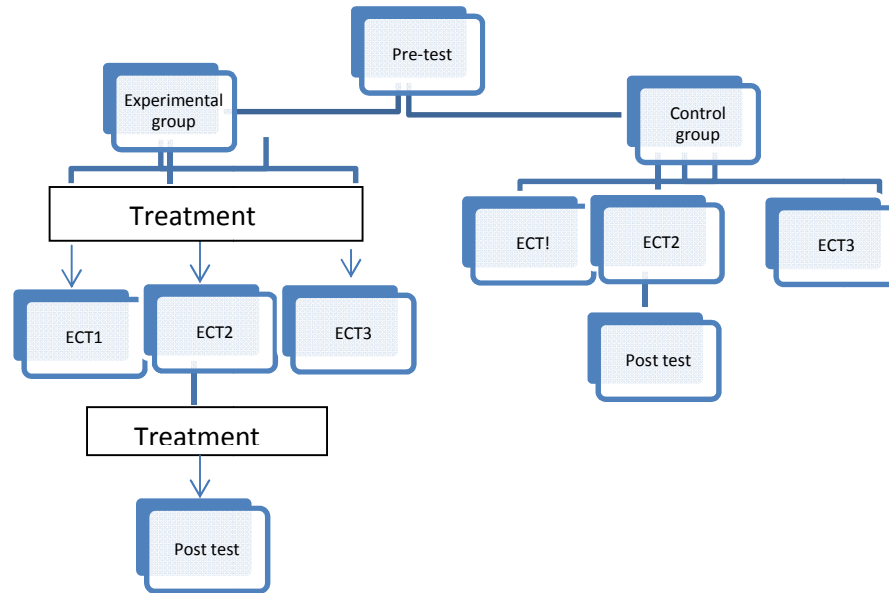 Pre-test
Experimental
group
Control
group
Treatment
ECT!
ECT2
ECT3
ECT1
ECT2
ECT3
Post test
Treatment
Post test